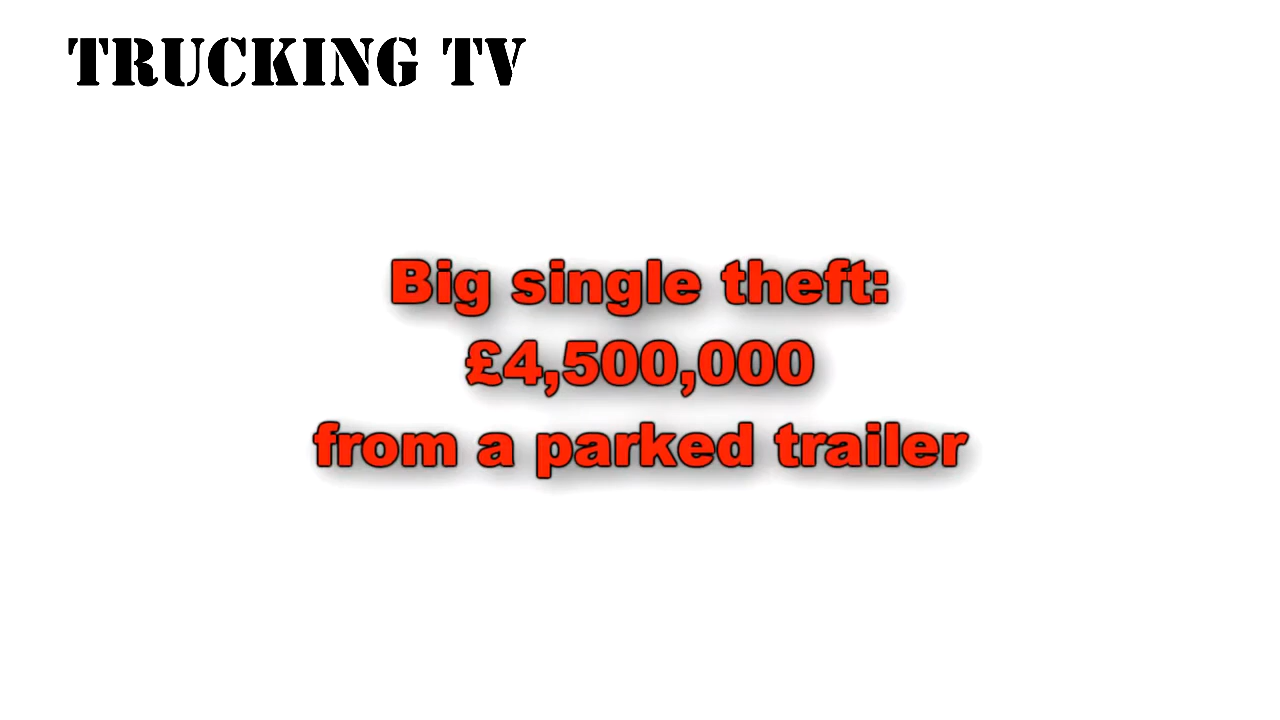 TRUCKING TV
Big single theft:
£4,500,000
from a parked trailer